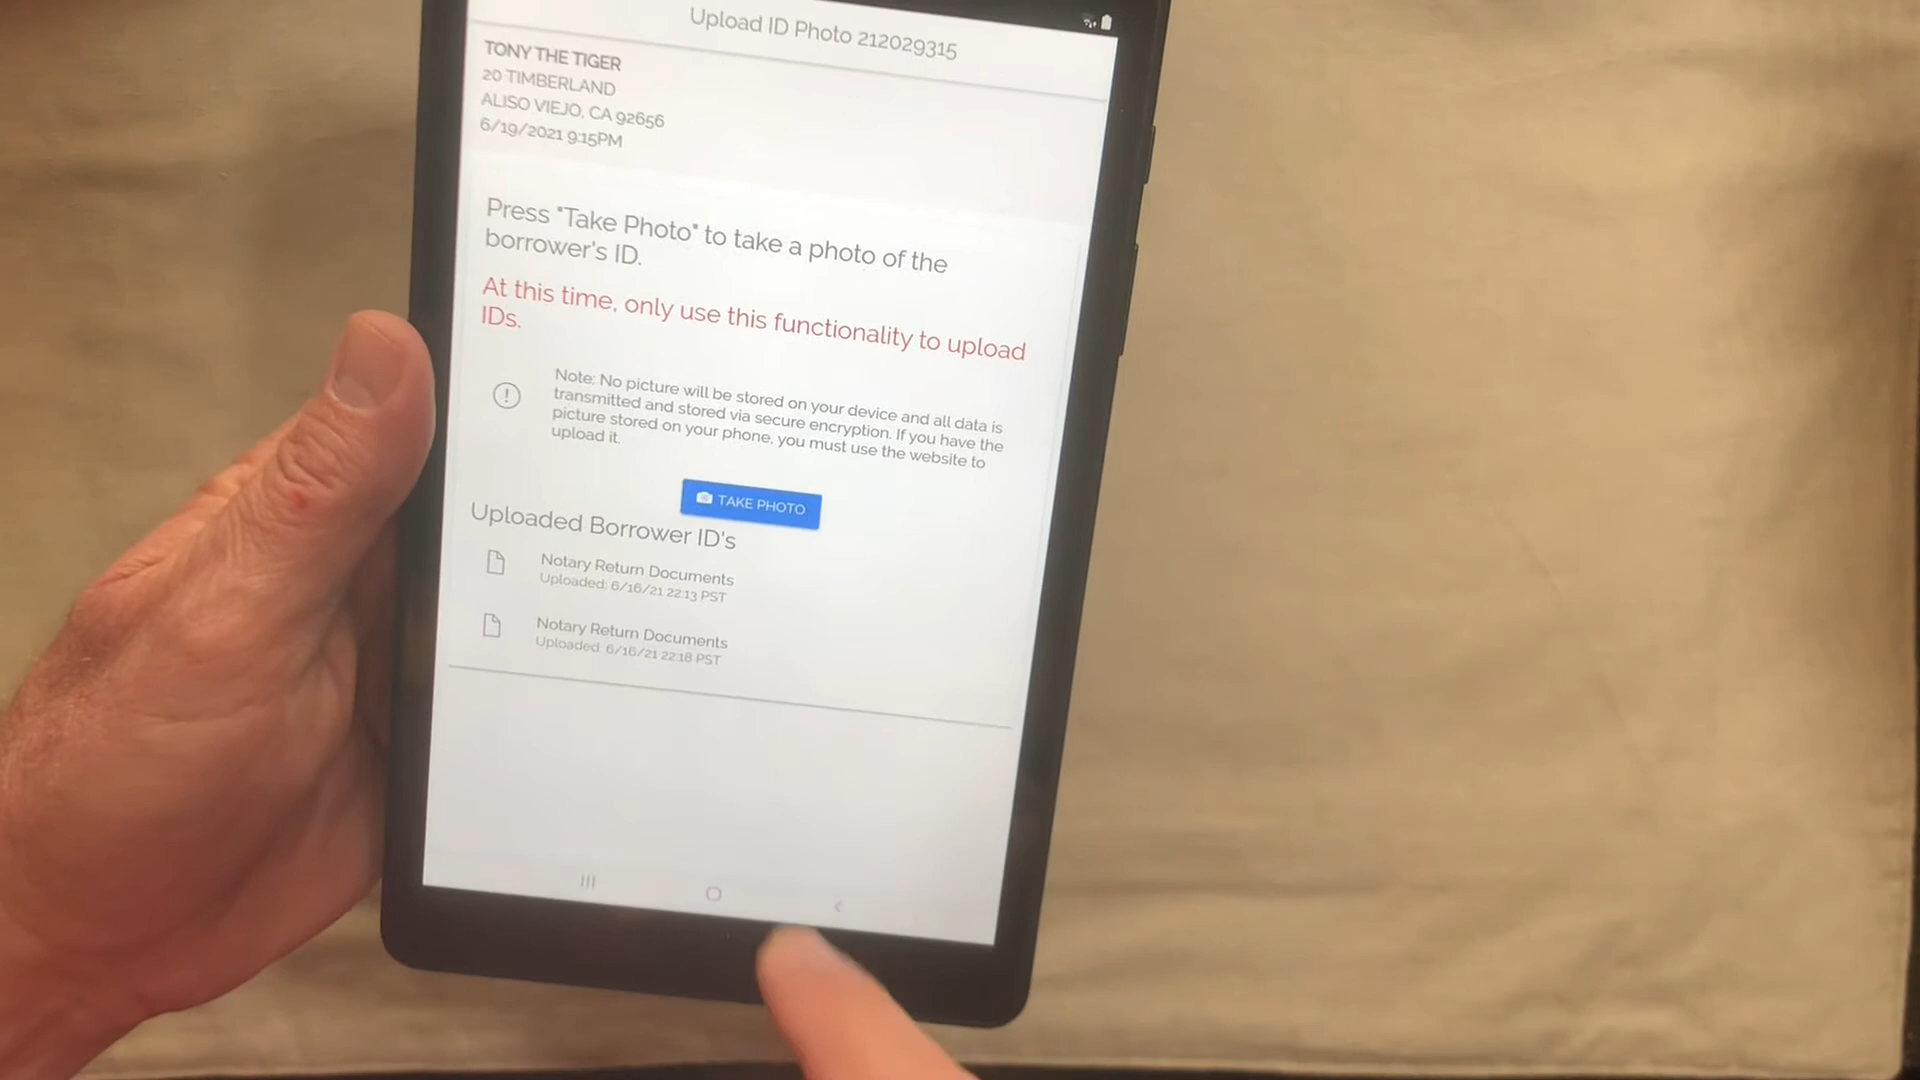 Upload ID Photo 212029315
TONY THE TIGER
20 TIMBERLAND
ALISO VIEJO, CA 92656
6/19/2021 9:15PM
Press "Take Photo" to take a photo of the
borrower's ID.
At this time, only use this functionality to upload
IDs.
Note: No picture will be stored on your device and all data is
transmitted and stored via secure encryption. If you have the
picture stored on your phone, you must use the website to
upload it.
TAKE PHOTO
Uploaded Borrower ID's
Notary Return Documents
Uploaded: 6/16/21 22:13 PST
Notary Return Documents
Uploaded: 6/16/21 22:18 PST